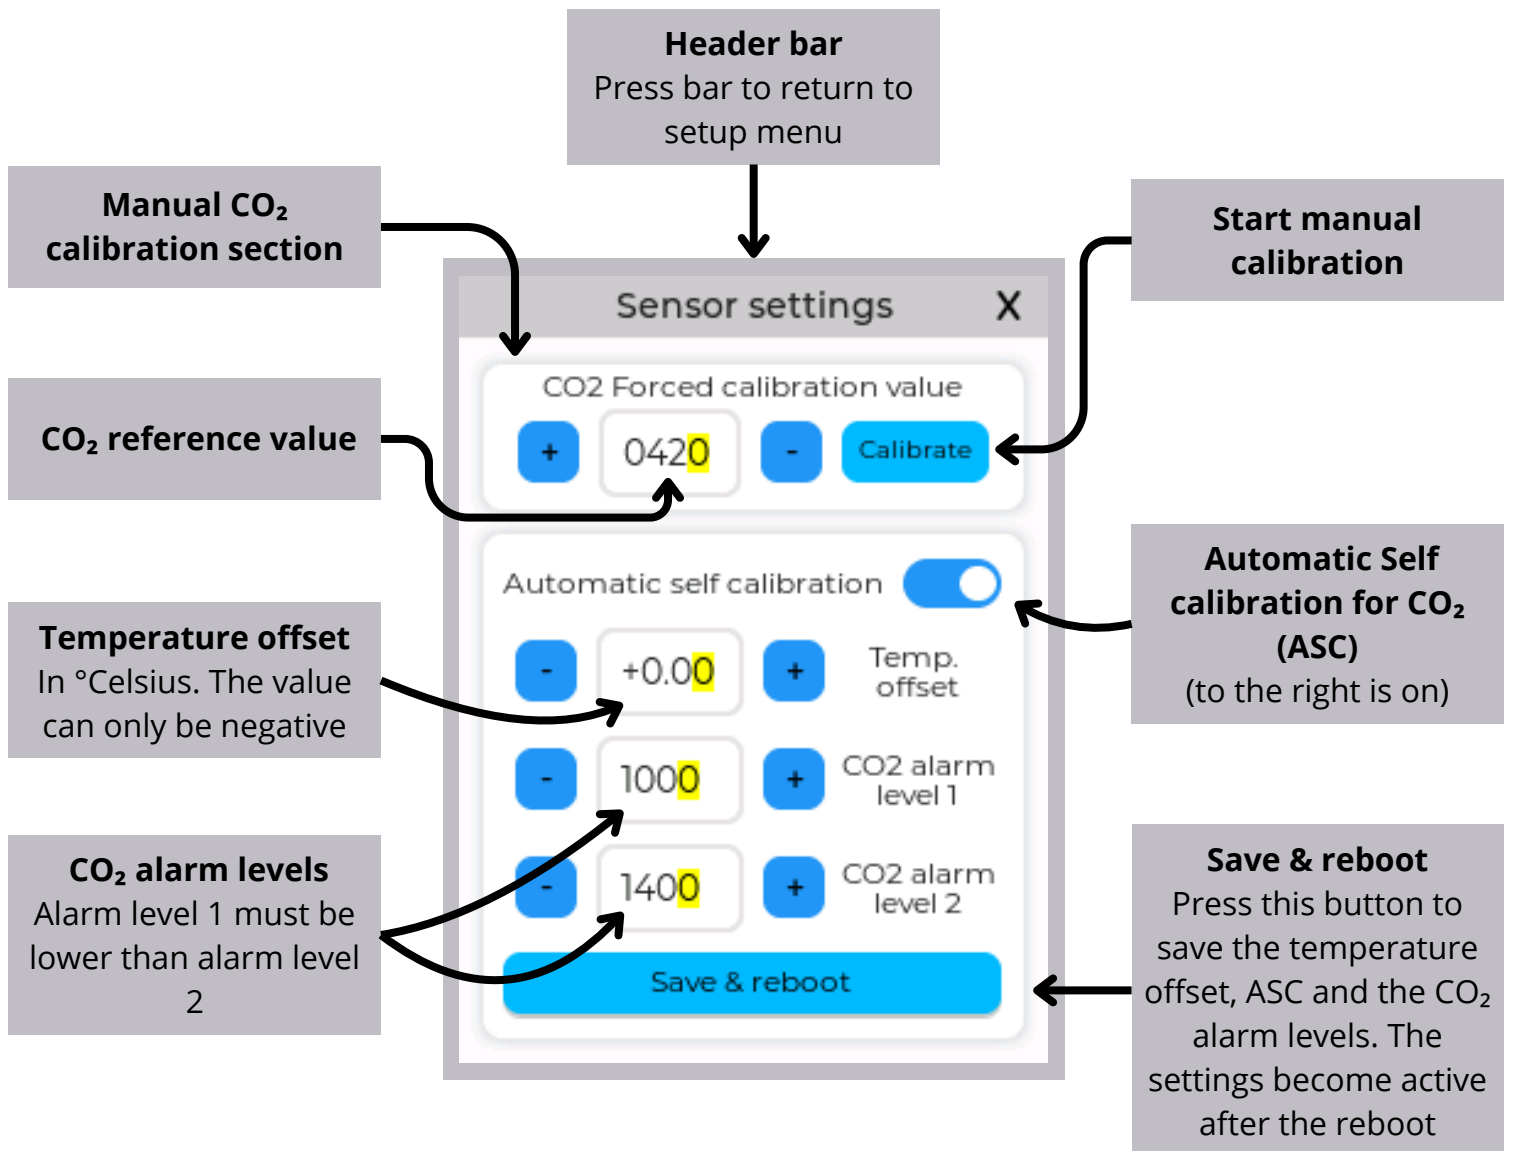 Header bar
Press bar to return to
setup menu
Manual CO₂
calibration section
Start manual
calibration
CO₂ reference value
Temperature offset
In °Celsius. The value
can only be negative
CO₂ alarm levels
Alarm level 1 must be
lower than alarm level
2
Sensor settings X
CO2 Forced calibration value
+ 0420 - Calibrate
Automatic self calibration
- +0.00 + Temp.
offset
- 1000 + CO2 alarm
level 1
- 1400 + CO2 alarm
level 2
Save & reboot
Automatic Self
calibration for CO₂
(ASC)
(to the right is on)
Save & reboot
Press this button to
save the temperature
offset, ASC and the CO₂
alarm levels. The
settings become active
after the reboot